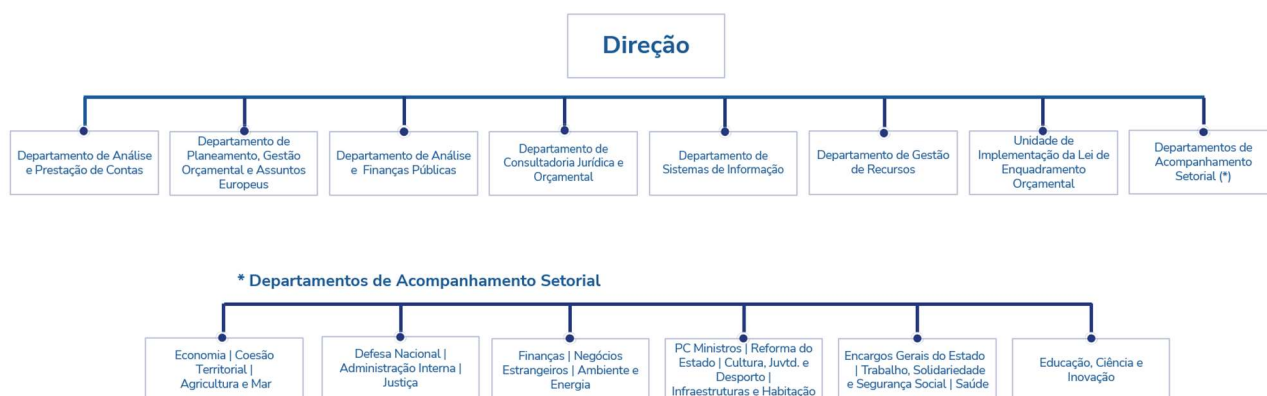 Direção
Departamento de Análise
e Prestação de Contas
Departamento de
Planeamento, Gestão
Orçamental e Assuntos
Europeus
Departamento de Análise
e Finanças Públicas
Departamento de
Consultadoria Jurídica e
Orçamental
Departamento de
Sistemas de Informação
Departamento de Gestão
de Recursos
Unidade de
Implementação da Lei de
Enquadramento
Orçamental
Departamentos de
Acompanhamento
Setorial (*)
* Departamentos de Acompanhamento Setorial
Economia | Coesão
Territorial |
Agricultura e Mar
Defesa Nacional |
Administração Interna |
Justiça
Finanças | Negócios
Estrangeiros | Ambiente e
Energia
PC Ministros | Reforma do
Estado | Cultura, Juvtd. e
Desporto |
Infraestruturas e Habitação
Encargos Gerais do Estado
| Trabalho, Solidariedade
e Segurança Social | Saúde
Educação, Ciência e
Inovação